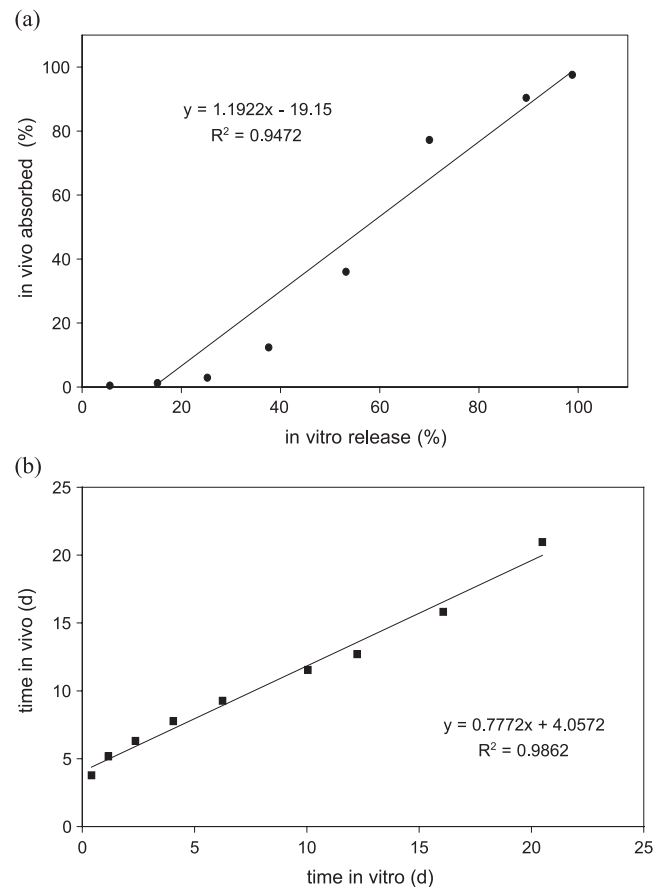 (a)
100
80
60
40
20
0
in vivo absorbed (%)
y = 1.1922x - 19.15
R² = 0.9472
0 20 40 60 80 100
in vitro release (%)
(b)
25
20
15
10
5
0
time in vivo (d)
y = 0.7772x + 4.0572
R² = 0.9862
0 5 10 15 20 25
time in vitro (d)